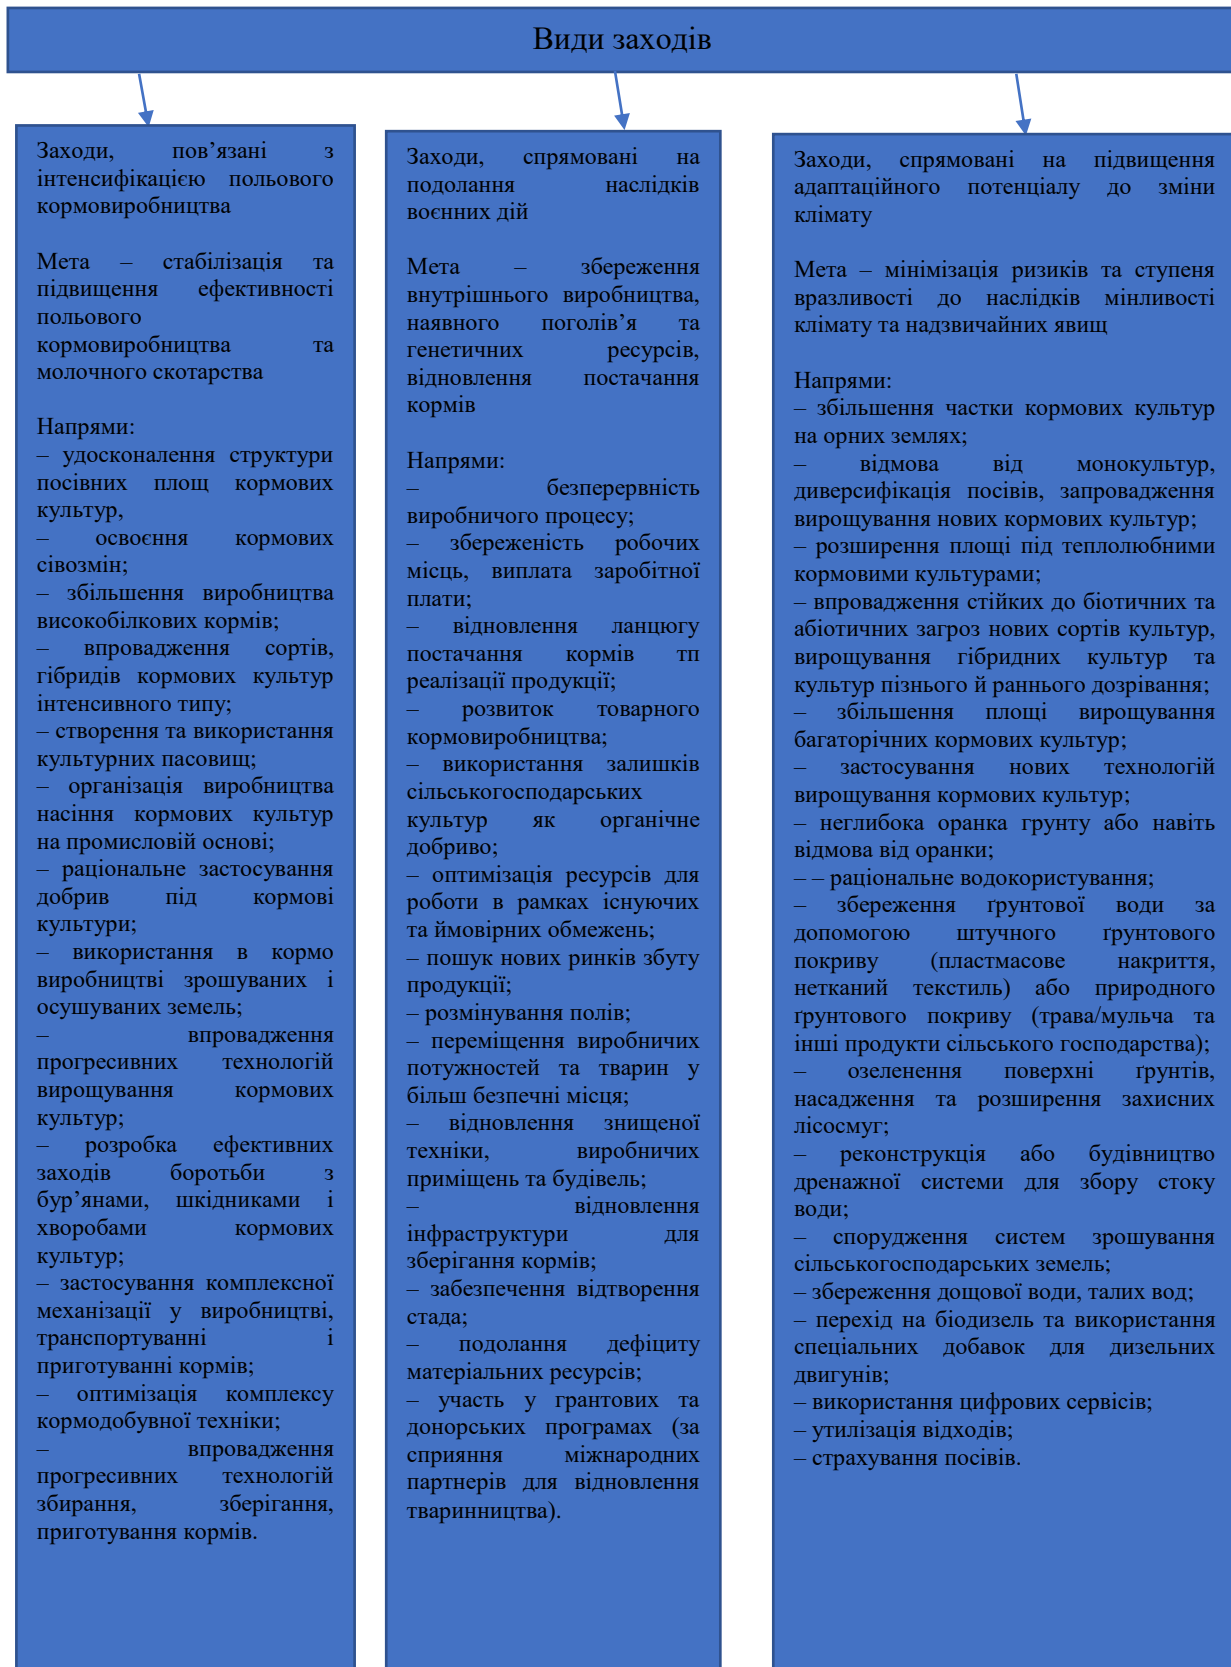 Види заходів
Заходи, пов’язані з
інтенсифікацією польового
кормовиробництва
Мета – стабілізація та
підвищення ефективності
польового
кормовиробництва та
молочного скотарства
Напрями:
– удосконалення структури
посівних площ кормових
культур,
– освоєння кормових
сівозмін;
– збільшення виробництва
високобілкових кормів;
– впровадження сортів,
гібридів кормових культур
інтенсивного типу;
– створення та використання
культурних пасовищ;
– організація виробництва
насіння кормових культур
на промисловій основі;
– раціональне застосування
добрив під кормові
культури;
– використання в кормо
виробництві зрошуваних і
осушуваних земель;
– впровадження
прогресивних технологій
вирощування кормових
культур;
– розробка ефективних
заходів боротьби з
бур’янами, шкідниками і
хворобами кормових
культур;
– застосування комплексної
механізації у виробництві,
транспортуванні і
приготуванні кормів;
– оптимізація комплексу
кормодобувної техніки;
– впровадження
прогресивних технологій
збирання, зберігання,
приготування кормів.
Заходи, спрямовані на
подолання наслідків
воєнних дій
Мета – збереження
внутрішнього виробництва,
наявного поголів’я та
генетичних ресурсів,
відновлення постачання
кормів
Напрями:
– безперервність
виробничого процесу;
– збереженість робочих
місць, виплата заробітної
плати;
– відновлення ланцюгу
постачання кормів тп
реалізації продукції;
– розвиток товарного
кормовиробництва;
– використання залишків
сільськогосподарських
культур як органічне
добриво;
– оптимізація ресурсів для
роботи в рамках існуючих
та ймовірних обмежень;
– пошук нових ринків збуту
продукції;
– розмінування полів;
– переміщення виробничих
потужностей та тварин у
більш безпечні місця;
– відновлення знищеної
техніки, виробничих
приміщень та будівель;
– відновлення
інфраструктури для
зберігання кормів;
– забезпечення відтворення
стада;
– подолання дефіциту
матеріальних ресурсів;
– участь у грантових та
донорських програмах (за
сприяння міжнародних
партнерів для відновлення
тваринництва).
Заходи, спрямовані на підвищення
адаптаційного потенціалу до зміни
клімату
Мета – мінімізація ризиків та ступеня
вразливості до наслідків мінливості
клімату та надзвичайних явищ
Напрями:
– збільшення частки кормових культур
на орних землях;
– відмова від монокультур,
диверсифікація посівів, запровадження
вирощування нових кормових культур;
– розширення площі під теплолюбними
кормовими культурами;
– впровадження стійких до біотичних та
абіотичних загроз нових сортів культур,
вирощування гібридних культур та
культур пізнього й раннього дозрівання;
– збільшення площі вирощування
багаторічних кормових культур;
– застосування нових технологій
вирощування кормових культур;
– неглибока оранка грунту або навіть
відмова від оранки;
– – раціональне водокористування;
– збереження ґрунтової води за
допомогою штучного ґрунтового
покриву (пластмасове накриття,
нетканий текстиль) або природного
ґрунтового покриву (трава/мульча та
інші продукти сільського господарства);
– озеленення поверхні ґрунтів,
насадження та розширення захисних
лісосмуг;
– реконструкція або будівництво
дренажної системи для збору стоку
води;
– спорудження систем зрошування
сільськогосподарських земель;
– збереження дощової води, талих вод;
– перехід на біодизель та використання
спеціальних добавок для дизельних
двигунів;
– використання цифрових сервісів;
– утилізація відходів;
– страхування посівів.